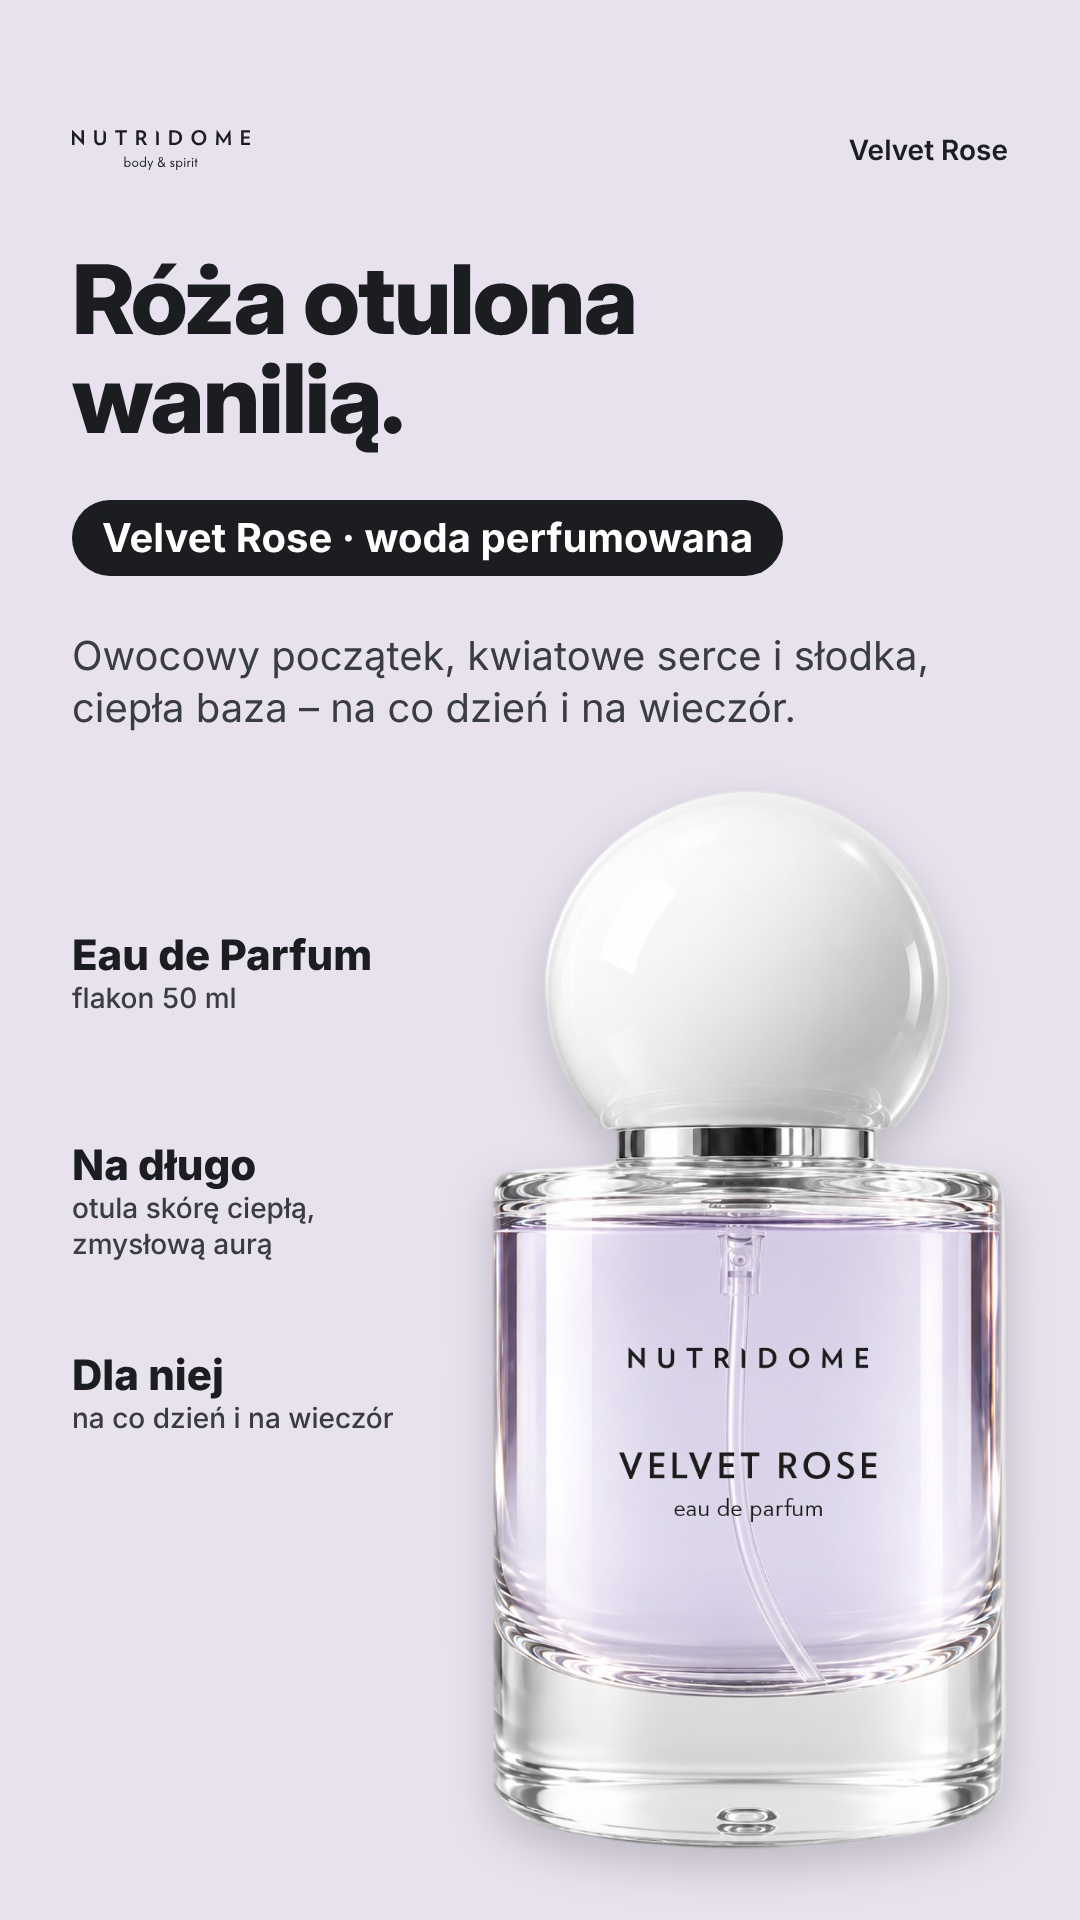 NUTRIDOME
body & spirit
Velvet Rose
Róża otulona
wanilią.
Velvet Rose · woda perfumowana
Owocowy początek, kwiatowe serce i słodka,
ciepła baza – na co dzień i na wieczór.
Eau de Parfum
flakon 50 ml
Na długo
otula skórę ciepłą,
zmysłową aurą
Dla niej
na co dzień i na wieczór
NUTRIDOME
VELVET ROSE
eau de parfum